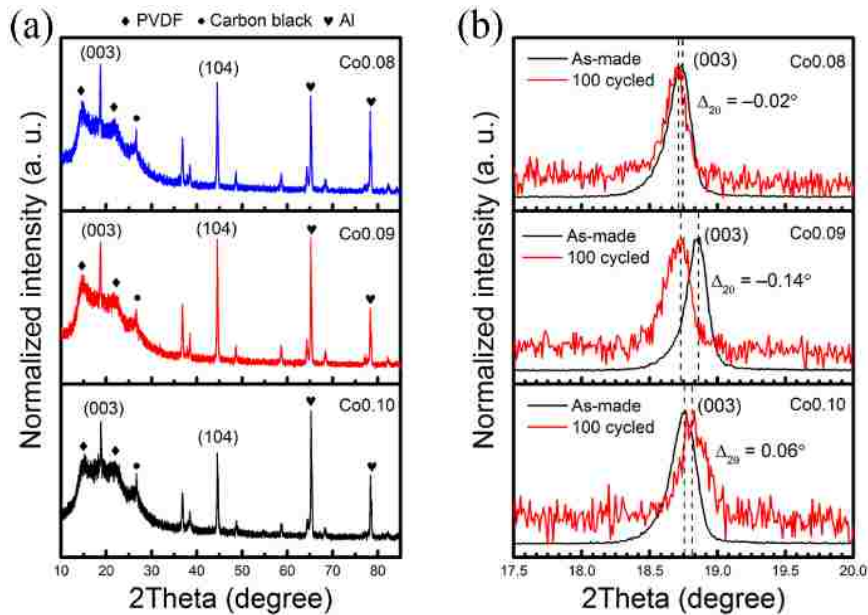 (a)
♦ PVDF ● Carbon black ♥ Al
(003)
(104)
Co0.08
(003)
(104)
Co0.09
(003)
(104)
Co0.10
Normalized intensity (a. u.)
10 20 30 40 50 60 70 80
2Theta (degree)
(b)
As-made
100 cycled
(003)
Co0.08
Δ2θ = –0.02°
As-made
100 cycled
(003)
Co0.09
Δ2θ = –0.14°
As-made
100 cycled
(003)
Co0.10
Δ2θ = 0.06°
Normalized intensity (a. u.)
17.5 18.0 18.5 19.0 19.5 20.0
2Theta (degree)